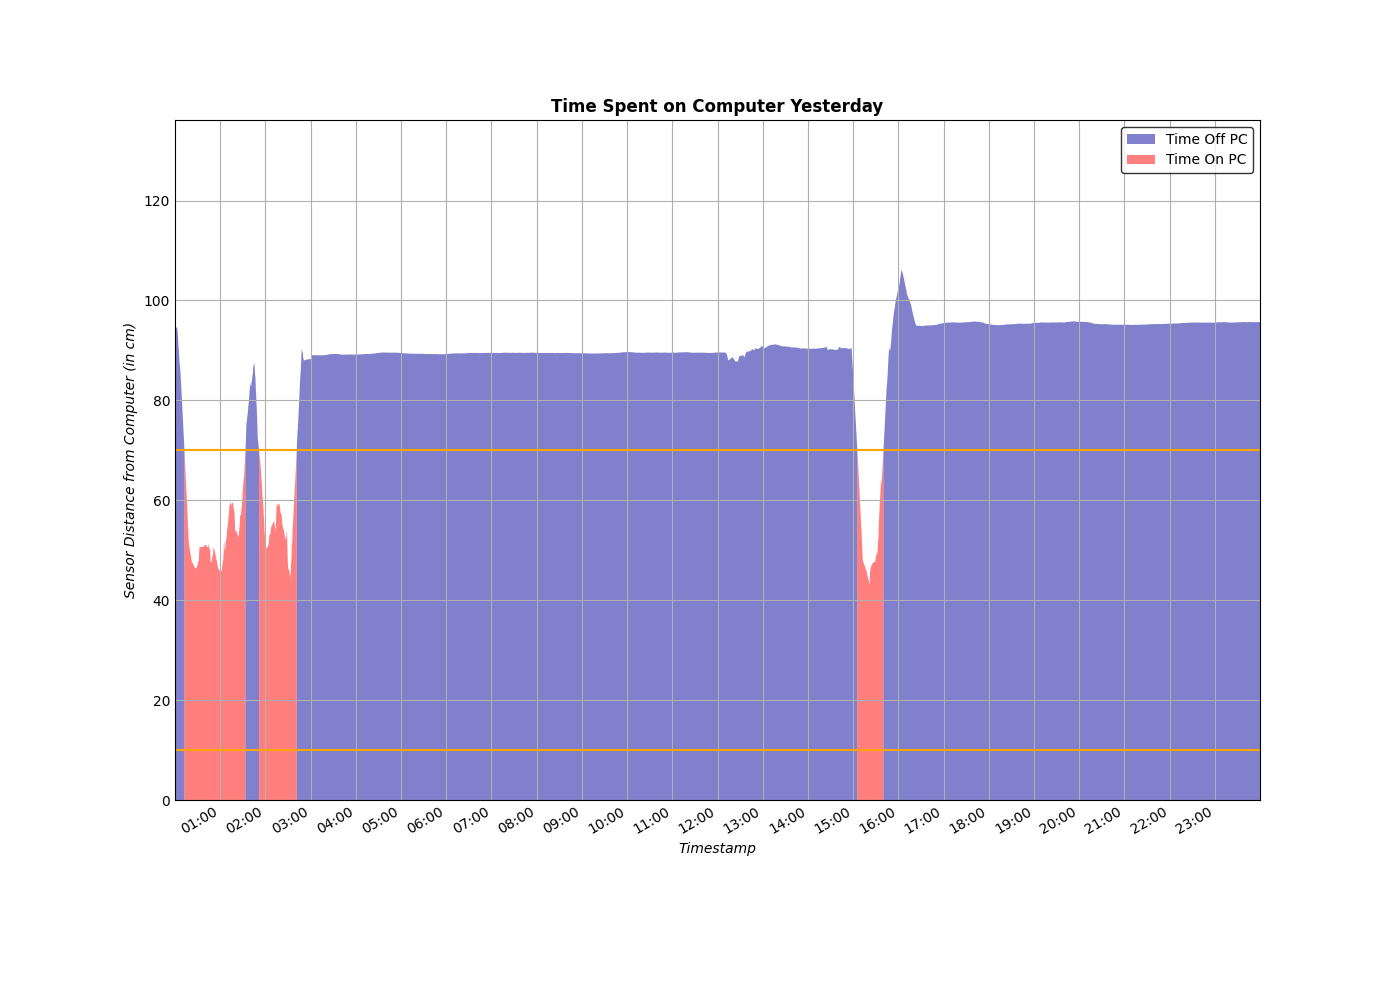 Time Spent on Computer Yesterday
Time Off PC
Time On PC
120
100
80
60
40
20
0
Sensor Distance from Computer (in cm)
01:00 02:00 03:00 04:00 05:00 06:00 07:00 08:00 09:00 10:00 11:00 12:00 13:00 14:00 15:00 16:00 17:00 18:00 19:00 20:00 21:00 22:00 23:00
Timestamp